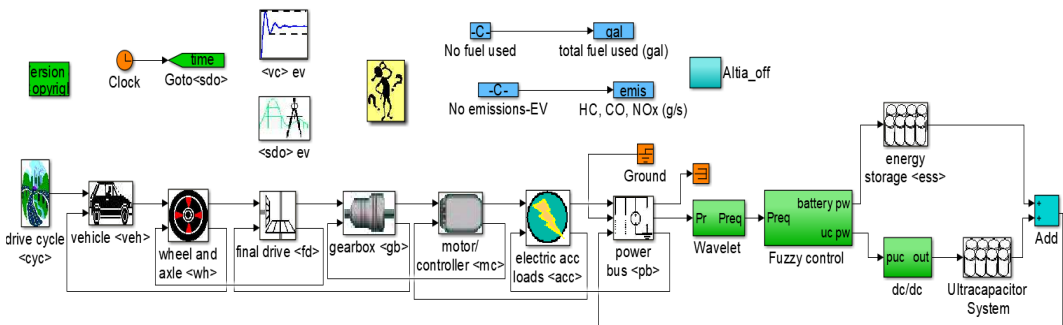 ersion
opyrigl
Clock
time
Goto<sdo>
<vc> ev
<sdo> ev
-C-
No fuel used
gal
total fuel used (gal)
-C-
No emissions-EV
emis
HC, CO, NOx (g/s)
Altia_off
drive cycle
<cyc>
vehicle <veh>
wheel and
axle <wh>
final drive <fd>
gearbox <gb>
motor/
controller <mc>
electric acc
loads <acc>
Ground
power
bus <pb>
Pr Preq
Wavelet
Preq
battery pw
uc pw
Fuzzy control
energy
storage <ess>
puc out
dc/dc
Ultracapacitor
System
+
+
Add